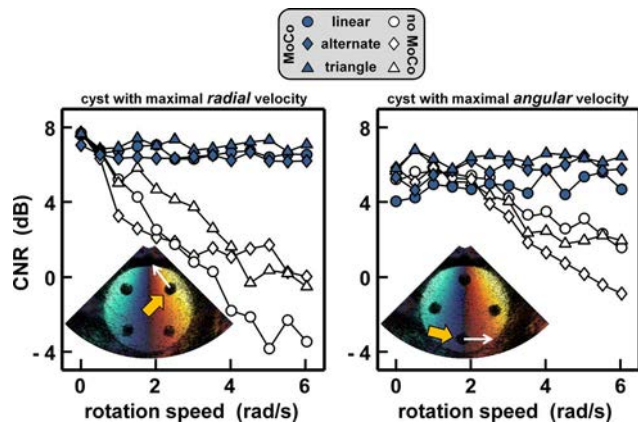 MoCo linear no MoCo
alternate
triangle
cyst with maximal radial velocity
cyst with maximal angular velocity
CNR (dB)
8
4
0
- 4
0 2 4 6
rotation speed (rad/s)
8
4
0
- 4
0 2 4 6
rotation speed (rad/s)